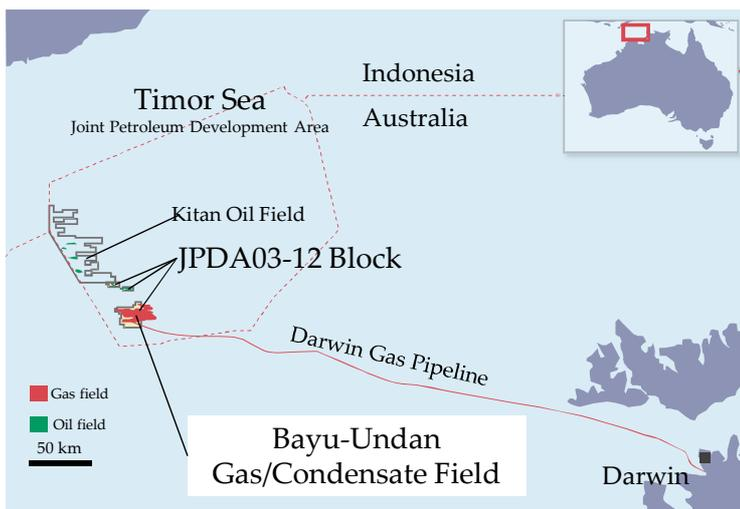 Indonesia
Timor Sea
Joint Petroleum Development Area
Australia
Kitan Oil Field
JPDA03-12 Block
Darwin Gas Pipeline
Gas field
Oil field
50 km
Bayu-Undan
Gas/Condensate Field
Darwin